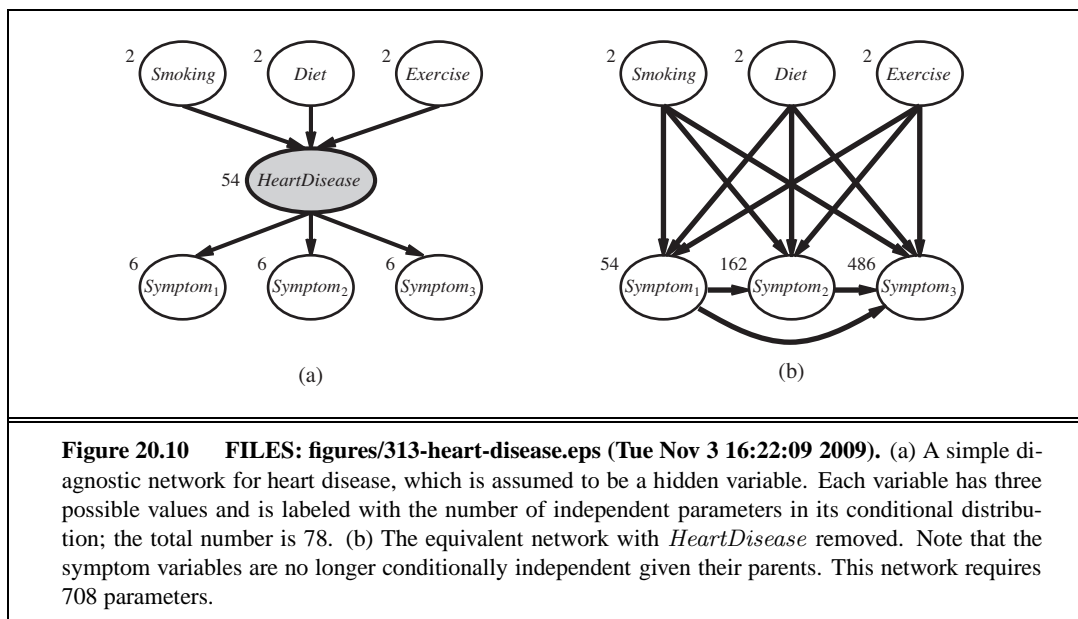 2 Smoking 2 Diet 2 Exercise
54 HeartDisease
6 Symptom1 6 Symptom2 6 Symptom3
(a)
2 Smoking 2 Diet 2 Exercise
54 Symptom1 162 Symptom2 486 Symptom3
(b)
Figure 20.10 FILES: figures/313-heart-disease.eps (Tue Nov 3 16:22:09 2009). (a) A simple di-
agnostic network for heart disease, which is assumed to be a hidden variable. Each variable has three
possible values and is labeled with the number of independent parameters in its conditional distribu-
tion; the total number is 78. (b) The equivalent network with HeartDisease removed. Note that the
symptom variables are no longer conditionally independent given their parents. This network requires
708 parameters.